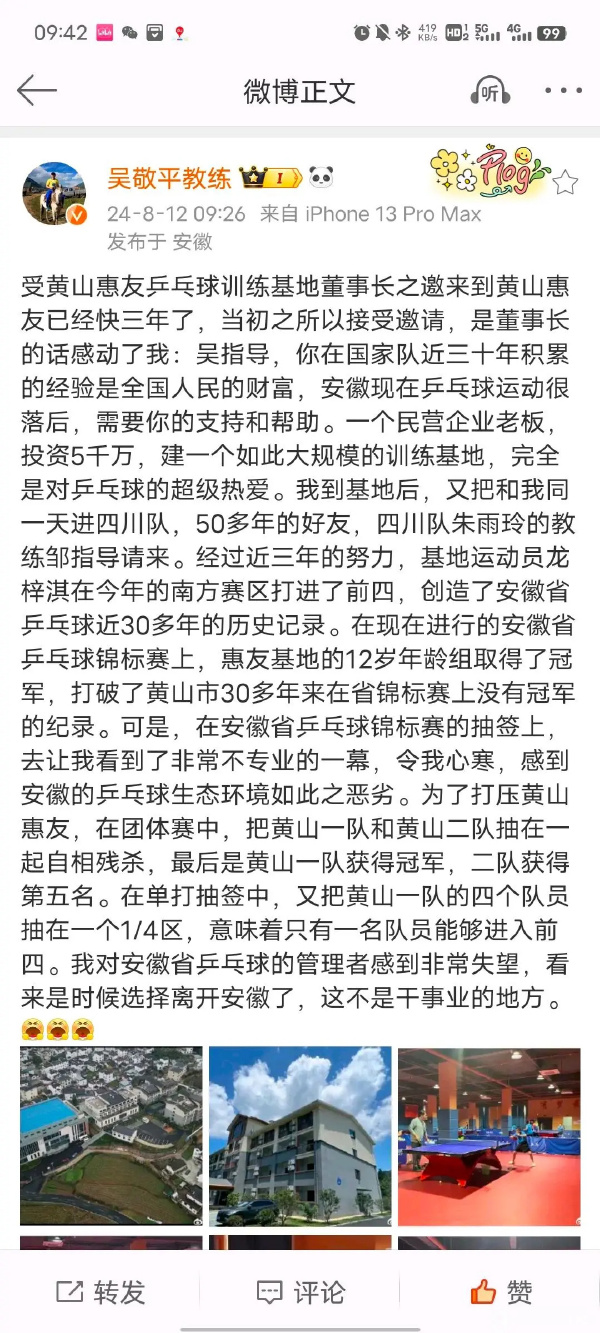 09:42
419 KB/s HD 1 2 5G 4G 99
微博正文
听
吴敬平教练 I
Plog
24-8-12 09:26 来自 iPhone 13 Pro Max
发布于 安徽
受黄山惠友乒乓球训练基地董事长之邀来到黄山惠
友已经快三年了，当初之所以接受邀请，是董事长
的话感动了我：吴指导，你在国家队近三十年积累
的经验是全国人民的财富，安徽现在乒乓球运动很
落后，需要你的支持和帮助。一个民营企业老板，
投资5千万，建一个如此大规模的训练基地，完全
是对乒乓球的超级热爱。我到基地后，又把和我同
一天进四川队，50多年的好友，四川队朱雨玲的教
练邹指导请来。经过近三年的努力，基地运动员龙
梓淇在今年的南方赛区打进了前四，创造了安徽省
乒乓球近30多年的历史记录。在现在进行的安徽省
乒乓球锦标赛上，惠友基地的12岁年龄组取得了冠
军，打破了黄山市30多年来在省锦标赛上没有冠军
的纪录。可是，在安徽省乒乓球锦标赛的抽签上，
去让我看到了非常不专业的一幕，令我心寒，感到
安徽的乒乓球生态环境如此之恶劣。为了打压黄山
惠友，在团体赛中，把黄山一队和黄山二队抽在一
起自相残杀，最后是黄山一队获得冠军，二队获得
第五名。在单打抽签中，又把黄山一队的四个队员
抽在一个1/4区，意味着只有一名队员能够进入前
四。我对安徽省乒乓球的管理者感到非常失望，看
来是时候选择离开安徽了，这不是干事业的地方。
转发 评论 赞